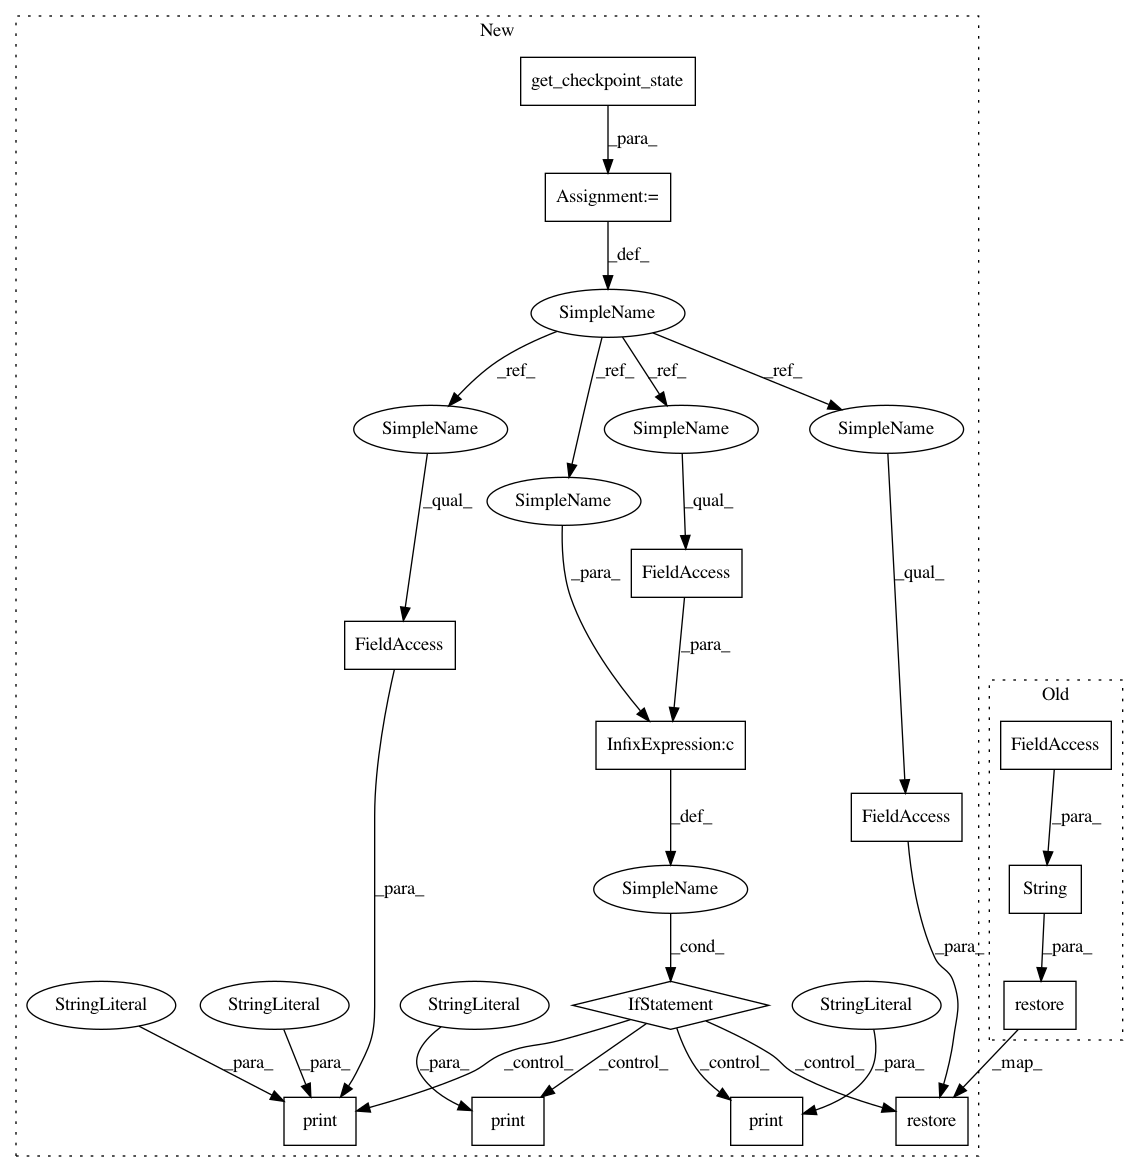 New
get_checkpoint_state
_para_
Assignment:=
_def_
SimpleName
_ref_ _ref_ _ref_ _ref_
SimpleName SimpleName SimpleName
_qual_ SimpleName _qual_
_para_ FieldAccess _qual_
FieldAccess _para_
Old
InfixExpression:c FieldAccess
_def_ FieldAccess _para_
_para_ SimpleName String
_cond_ _para_ _para_
StringLiteral StringLiteral StringLiteral IfStatement StringLiteral restore
_para_ _para_ _para_ _control_ _control_ _control_ _para_ _control_ _map_
print print print restore